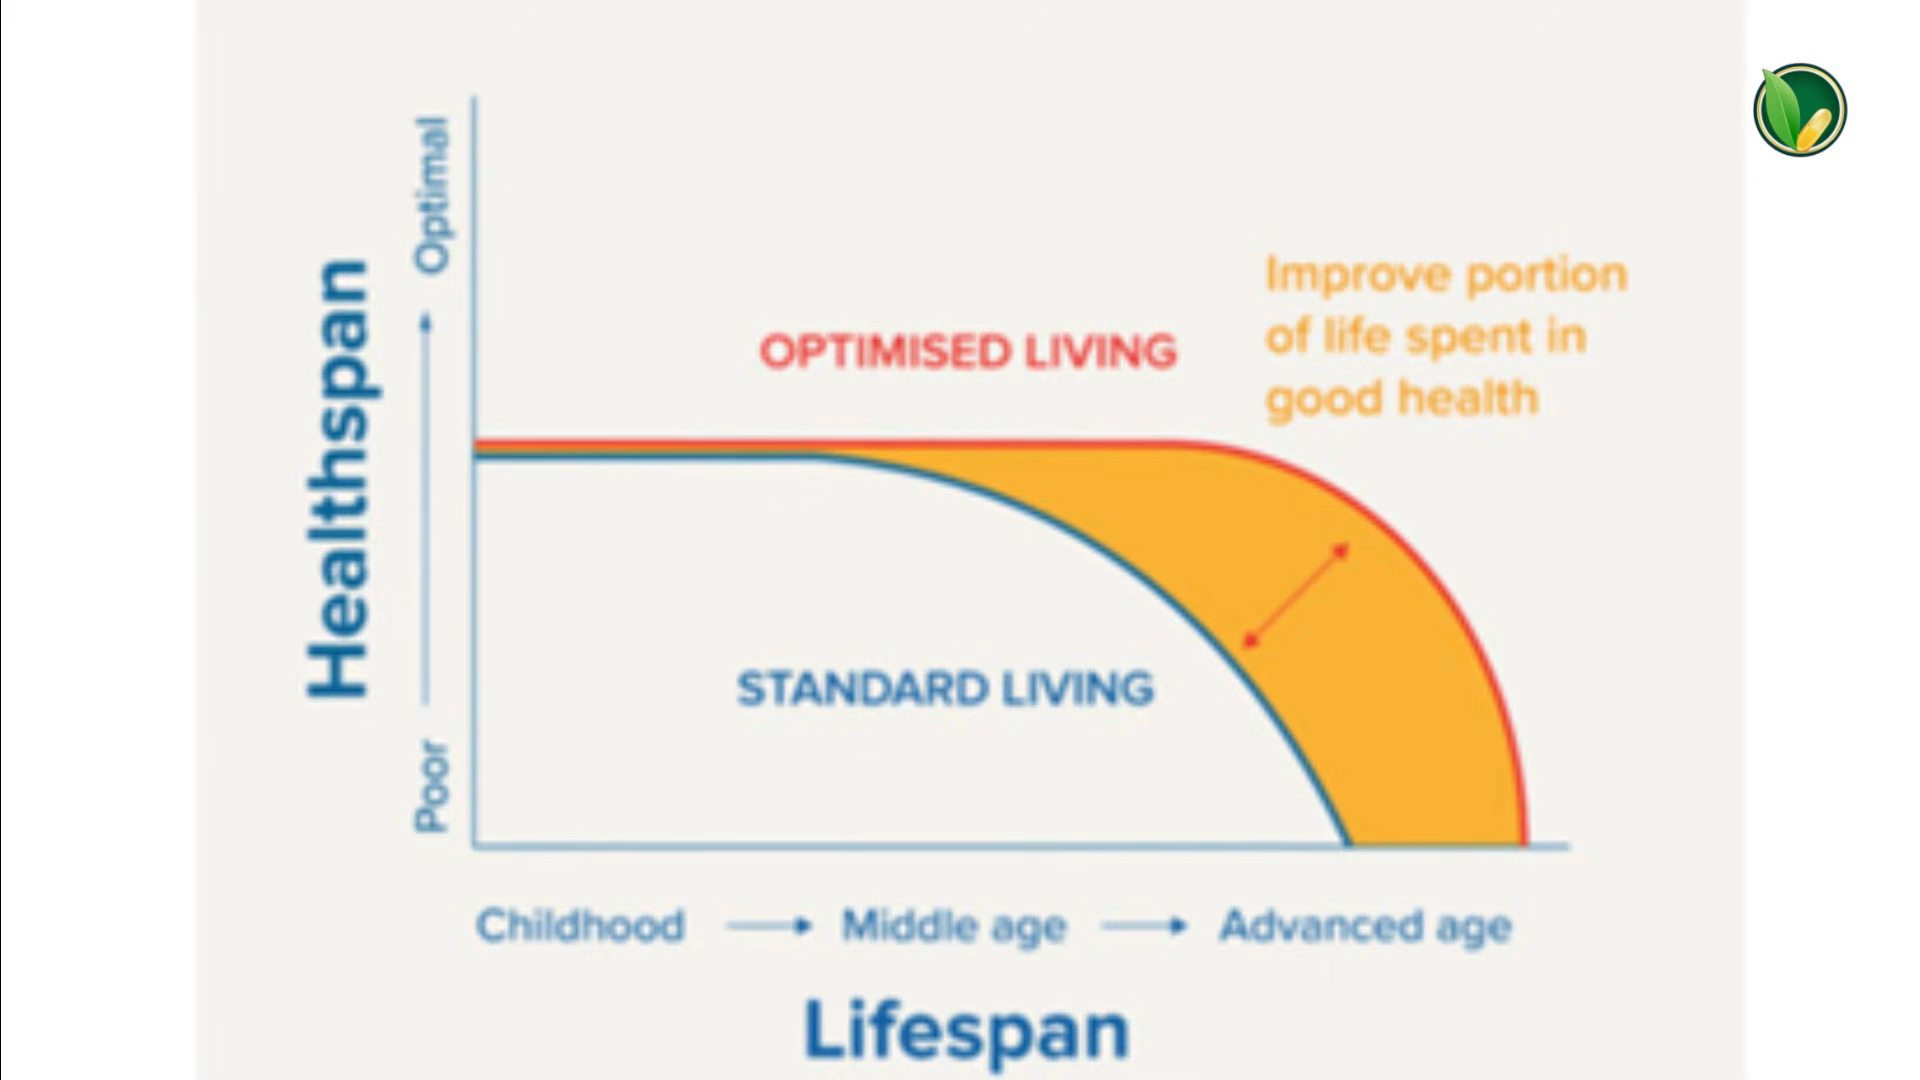 Optimal
Healthspan
Poor
OPTIMISED LIVING
Improve portion
of life spent in
good health
STANDARD LIVING
Childhood Middle age Advanced age
Lifespan